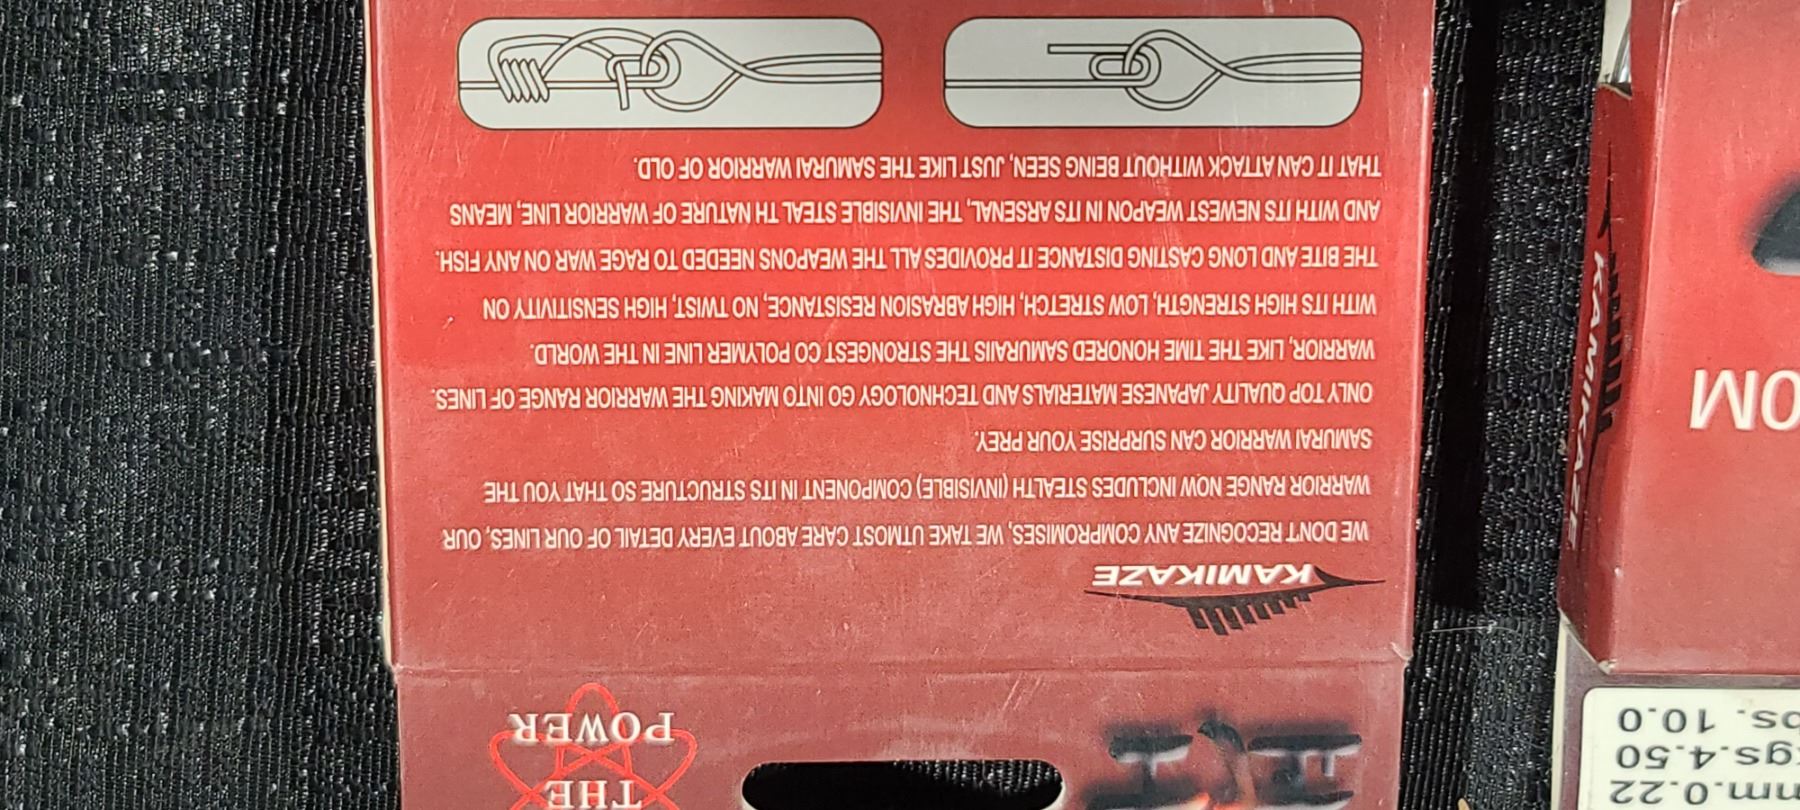 THE
POWER
KAMIKAZE
WE DON'T RECOGNIZE ANY COMPROMISES, WE TAKE UTMOST CARE ABOUT EVERY DETAIL OF OUR LINES, OUR
WARRIOR RANGE NOW INCLUDES STEALTH (INVISIBLE) COMPONENT IN ITS STRUCTURE SO THAT YOU THE
SAMURAI WARRIOR CAN SURPRISE YOUR PREY.
ONLY TOP QUALITY JAPANESE MATERIALS AND TECHNOLOGY GO INTO MAKING THE WARRIOR RANGE OF LINES.
WARRIOR, LIKE THE TIME HONORED SAMURAIIS THE STRONGEST CO POLYMER LINE IN THE WORLD.
WITH ITS HIGH STRENGTH, LOW STRETCH, HIGH ABRASION RESISTANCE, NO TWIST, HIGH SENSITIVITY ON
THE BITE AND LONG CASTING DISTANCE IT PROVIDES ALL THE WEAPONS NEEDED TO RAGE WAR ON ANY FISH.
AND WITH ITS NEWEST WEAPON IN ITS ARSENAL, THE INVISIBLE STEAL TH NATURE OF WARRIOR LINE, MEANS
THAT IT CAN ATTACK WITHOUT BEING SEEN, JUST LIKE THE SAMURAI WARRIOR OF OLD.
KAMIKAZE
0M
mm.0.22
kgs.4.50
bs. 10.0